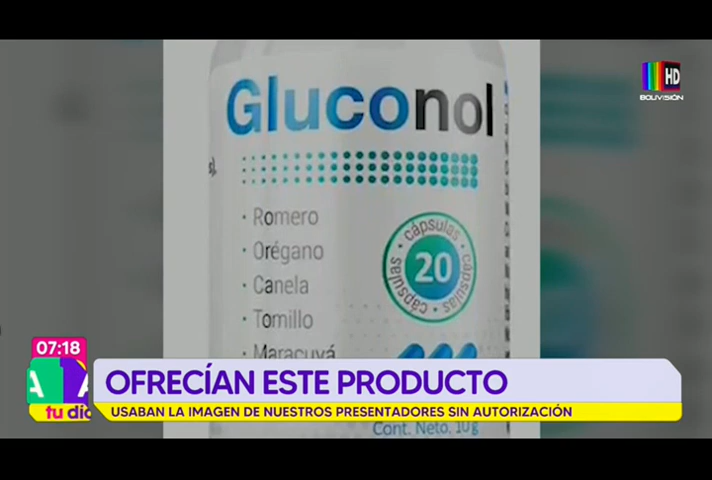 Gluconol
HD
BOLIVISIÓN
• Romero
• Orégano
• Canela
• Tomillo
• Maracuyá
cápsulas • cápsulas • cápsulas •
20
07:18
tu día
OFRECÍAN ESTE PRODUCTO
USABAN LA IMAGEN DE NUESTROS PRESENTADORES SIN AUTORIZACIÓN
Cont. Neto. 10g